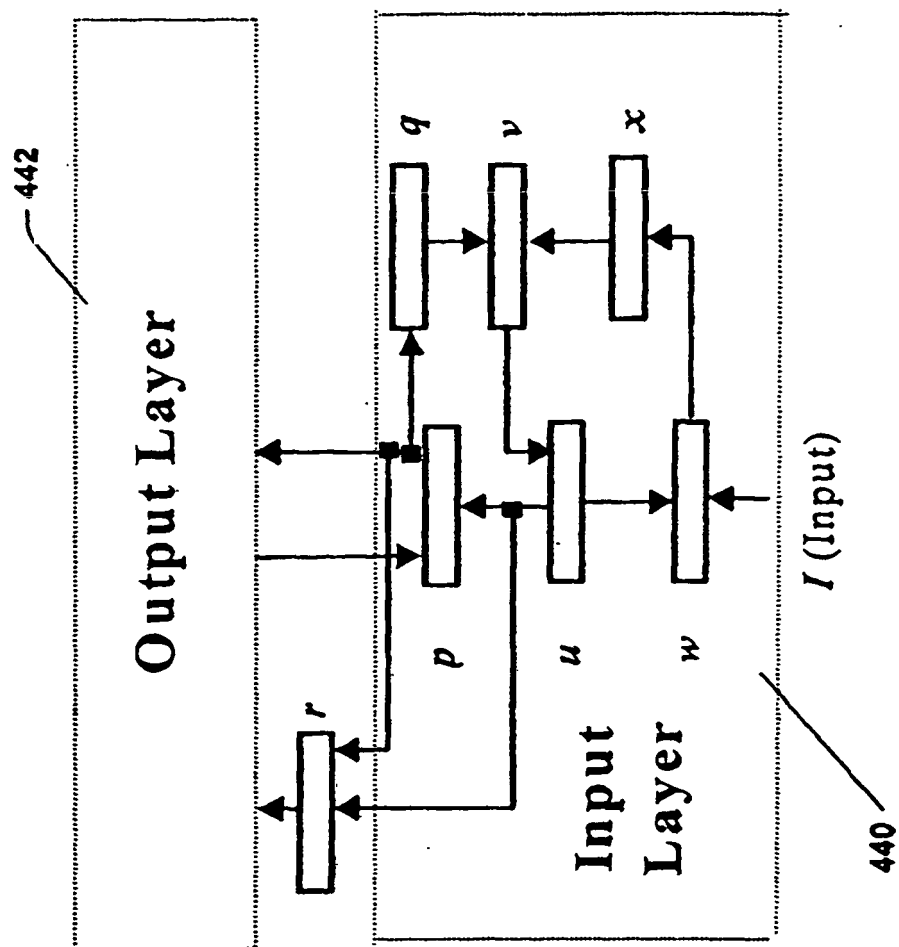 442
Output Layer
r
p
q
u
v
w
x
Input
Layer
I (Input)
440